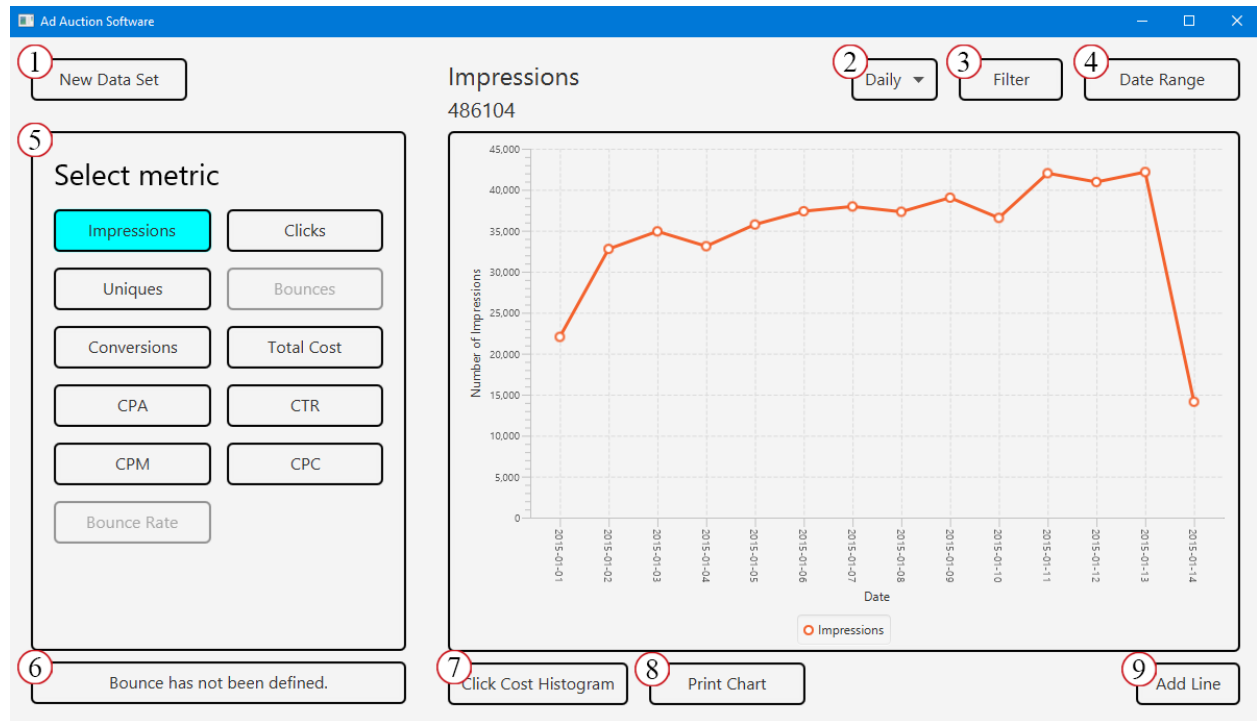 Ad Auction Software
1 New Data Set
Impressions
486104
2 Daily
3 Filter
4 Date Range
5
Select metric
Impressions Clicks
Uniques Bounces
Conversions Total Cost
CPA CTR
CPM CPC
Bounce Rate
45,000
40,000
35,000
30,000
25,000
20,000
15,000
10,000
5,000
0
Number of Impressions
2015-01-01
2015-01-02
2015-01-03
2015-01-04
2015-01-05
2015-01-06
2015-01-07
2015-01-08
2015-01-09
2015-01-10
2015-01-11
2015-01-12
2015-01-13
2015-01-14
Date
Impressions
6 Bounce has not been defined.
7 Click Cost Histogram
8 Print Chart
9 Add Line